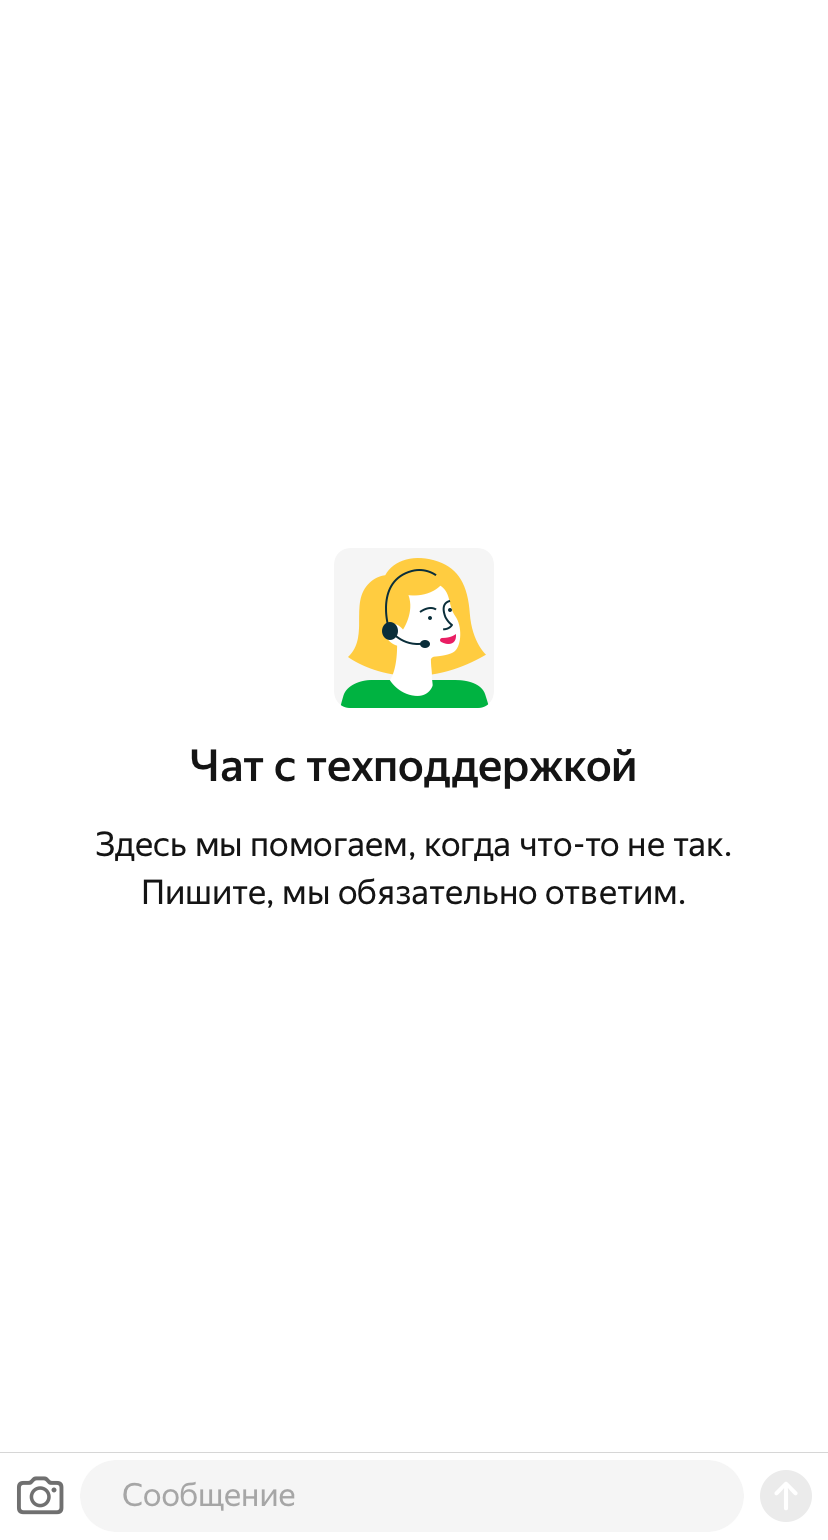 Чат с техподдержкой
Здесь мы помогаем, когда что-то не так.
Пишите, мы обязательно ответим.
Сообщение